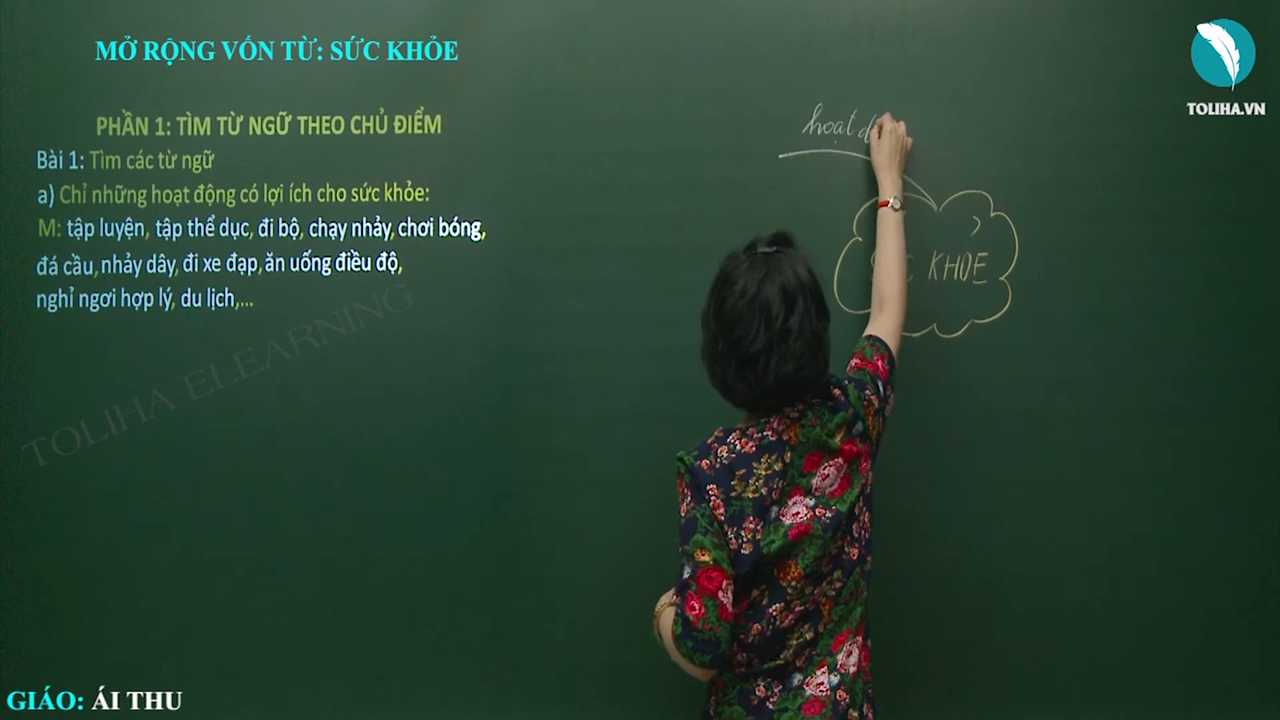 MỞ RỘNG VỐN TỪ: SỨC KHỎE
PHẦN 1: TÌM TỪ NGỮ THEO CHỦ ĐIỂM
Bài 1: Tìm các từ ngữ
a) Chỉ những hoạt động có lợi ích cho sức khỏe:
M: tập luyện, tập thể dục, đi bộ, chạy nhảy, chơi bóng,
đá cầu, nhảy dây, đi xe đạp, ăn uống điều độ,
nghỉ ngơi hợp lý, du lịch,...
TOLIHA ELEARNING
GIÁO: ÁI THU
hoạt đ
KHỎE
TOLIHA.VN